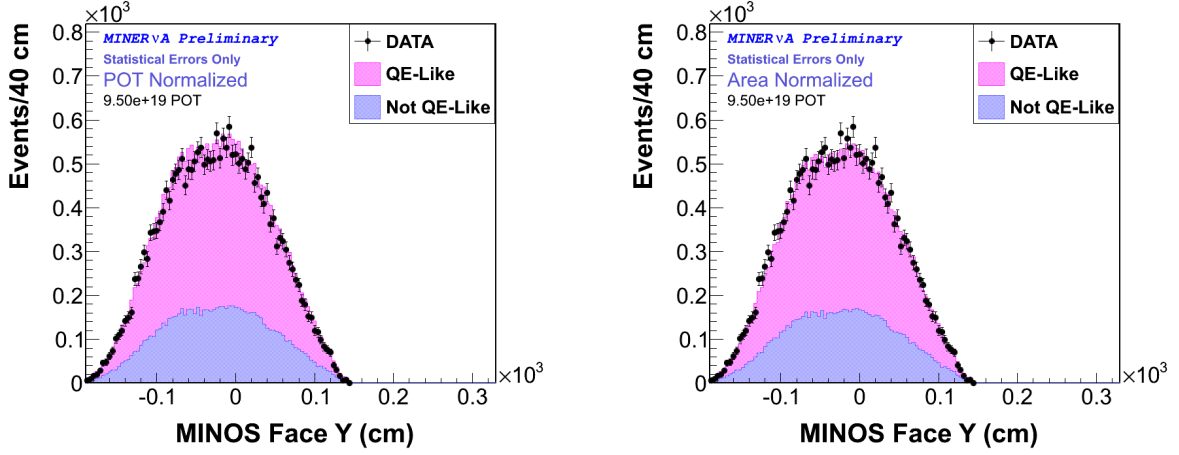 ×10³
0.8
0.7
0.6
0.5
0.4
0.3
0.2
0.1
0
Events/40 cm
MINERνA Preliminary
Statistical Errors Only
POT Normalized
9.50e+19 POT
DATA
QE-Like
Not QE-Like
-0.1 0 0.1 0.2 0.3
×10³
MINOS Face Y (cm)
×10³
0.8
0.7
0.6
0.5
0.4
0.3
0.2
0.1
0
Events/40 cm
MINERνA Preliminary
Statistical Errors Only
Area Normalized
9.50e+19 POT
DATA
QE-Like
Not QE-Like
-0.1 0 0.1 0.2 0.3
×10³
MINOS Face Y (cm)